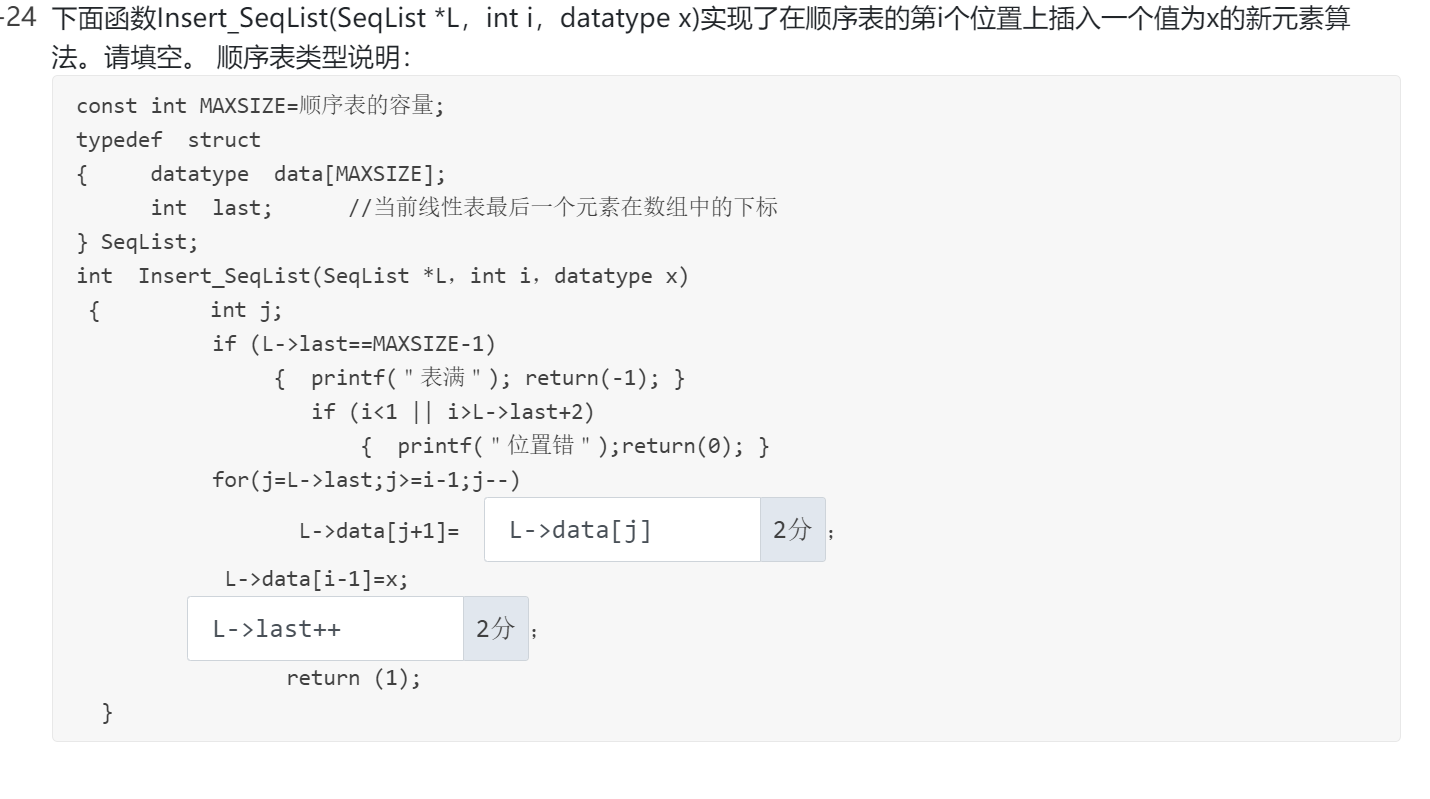 -24 下面函数Insert_SeqList(SeqList *L，int i，datatype x)实现了在顺序表的第i个位置上插入一个值为x的新元素算
法。请填空。 顺序表类型说明：
const int MAXSIZE=顺序表的容量;
typedef  struct
{     datatype  data[MAXSIZE];
      int  last;      //当前线性表最后一个元素在数组中的下标
} SeqList;
int  Insert_SeqList(SeqList *L，int i，datatype x)
 {         int j;
           if (L->last==MAXSIZE-1)
                {  printf("表满"); return(-1); }
                   if (i<1 || i>L->last+2)
                       {  printf("位置错");return(0); }
           for(j=L->last;j>=i-1;j--)
                  L->data[j+1]= L->data[j] 2分 ;
            L->data[i-1]=x;
           L->last++ 2分 ;
                 return (1);
  }